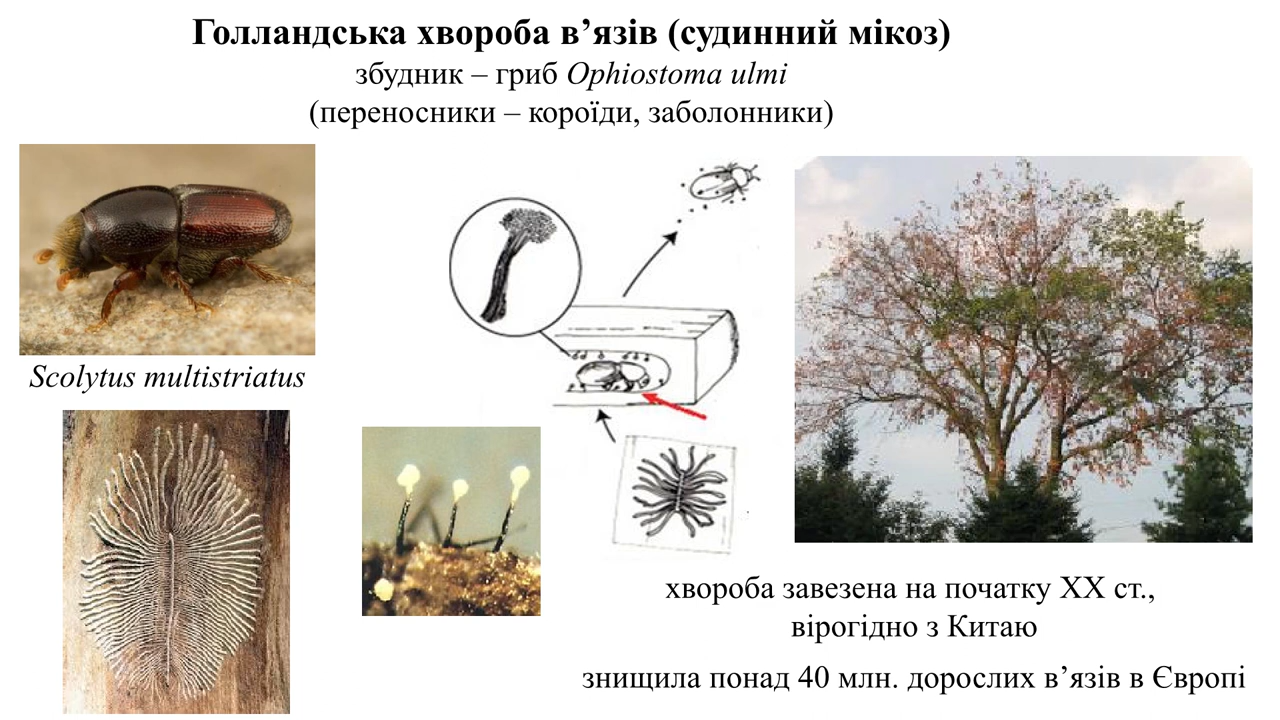 Голландська хвороба в’язів (судинний мікоз)
збудник – гриб Ophiostoma ulmi
(переносники – короїди, заболонники)
Scolytus multistriatus
хвороба завезена на початку ХХ ст.,
вірогідно з Китаю
знищила понад 40 млн. дорослих в’язів в Європі